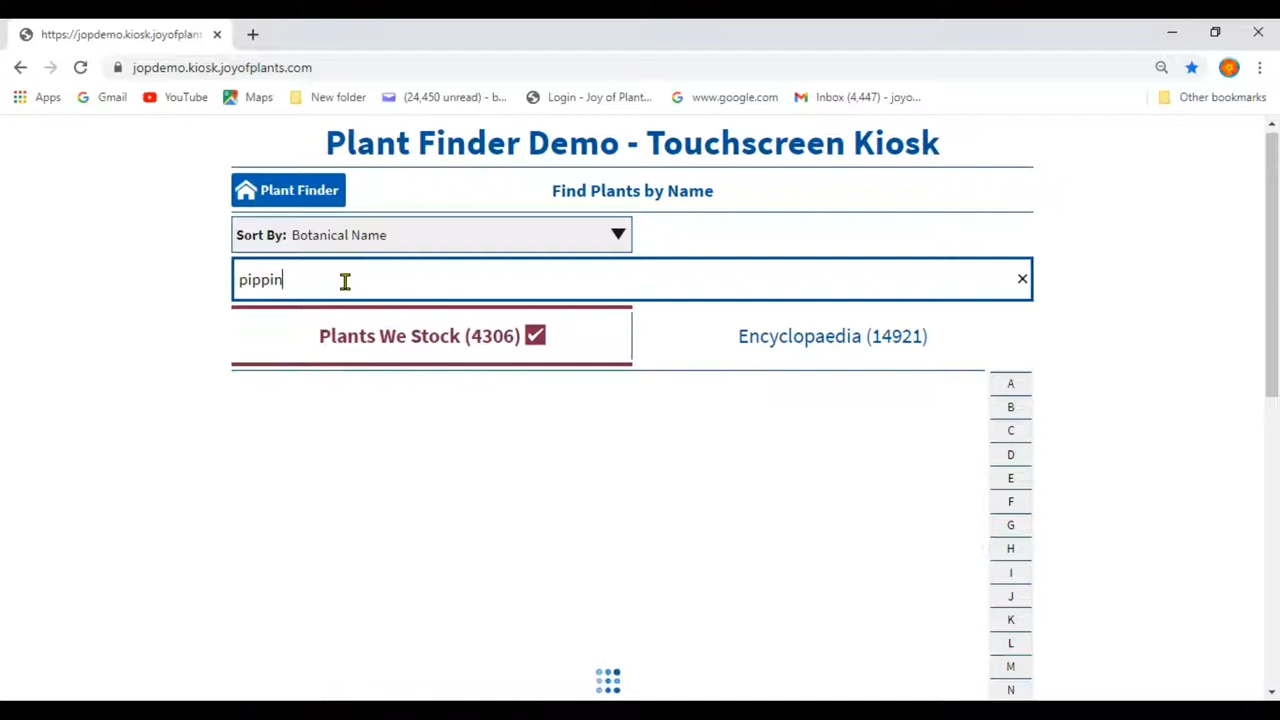 https://jopdemo.kiosk.joyofplan
jopdemo.kiosk.joyofplants.com
Apps Gmail YouTube Maps New folder (24,450 unread) - b... Login - Joy of Plant... www.google.com Inbox (4,447) - joyo... Other bookmarks
Plant Finder Demo - Touchscreen Kiosk
Plant Finder Find Plants by Name
Sort By: Botanical Name
pippin
Plants We Stock (4306) Encyclopaedia (14921)
A
B
C
D
E
F
G
H
I
J
K
L
M
N